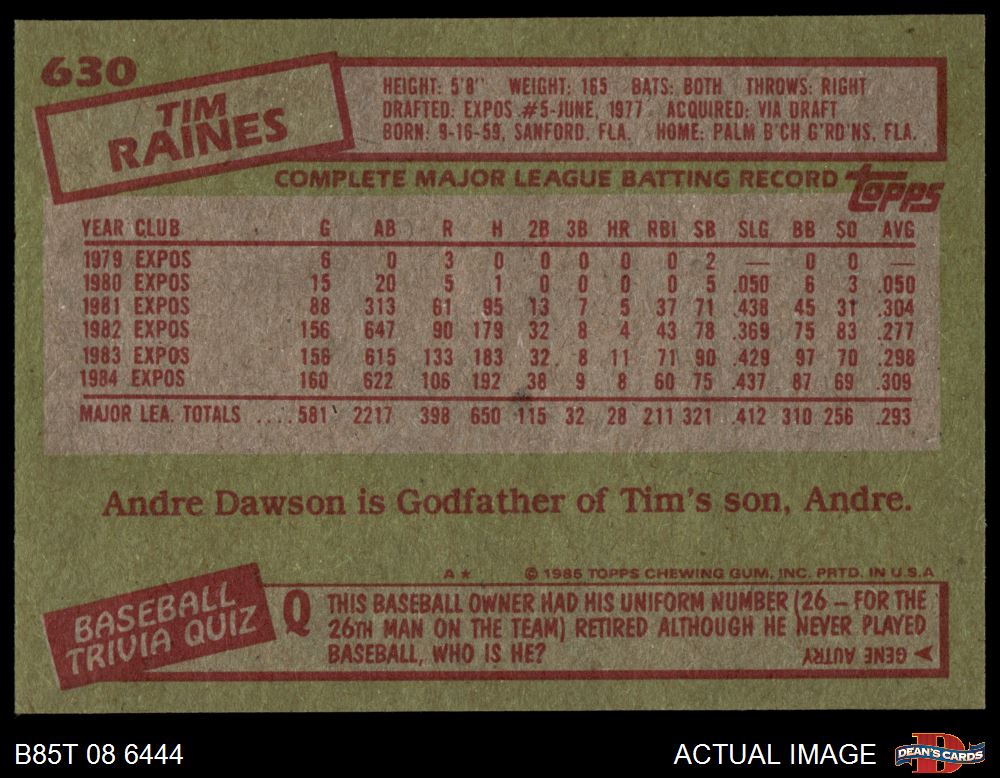 630
TIM
RAINES
HEIGHT: 5'8" WEIGHT: 165 BATS: BOTH THROWS: RIGHT
DRAFTED: EXPOS #5-JUNE, 1977 ACQUIRED: VIA DRAFT
BORN: 9-16-59, SANFORD, FLA. HOME: PALM B'CH G'RD'NS, FLA.
COMPLETE MAJOR LEAGUE BATTING RECORD topps
YEAR CLUB G AB R H 2B 3B HR RBI SB SLG BB SO AVG
1979 EXPOS 6 0 3 0 0 0 0 0 2 — 0 0 —
1980 EXPOS 15 20 5 1 0 0 0 0 5 .050 6 3 .050
1981 EXPOS 88 313 61 95 13 7 5 37 71 .438 45 31 .304
1982 EXPOS 156 647 90 179 32 8 4 43 78 .369 75 83 .277
1983 EXPOS 156 615 133 183 32 8 11 71 90 .429 97 70 .298
1984 EXPOS 160 622 106 192 38 9 8 60 75 .437 87 69 .309
MAJOR LEA. TOTALS .... 581 2217 398 650 115 32 28 211 321 .412 310 256 .293
Andre Dawson is Godfather of Tim's son, Andre.
A★ © 1985 TOPPS CHEWING GUM, INC. PRTD. IN U.S.A
BASEBALL
TRIVIA QUIZ
Q THIS BASEBALL OWNER HAD HIS UNIFORM NUMBER (26 – FOR THE
26TH MAN ON THE TEAM) RETIRED ALTHOUGH HE NEVER PLAYED
BASEBALL, WHO IS HE?
A GENE AUTRY
B85T 08 6444
ACTUAL IMAGE
D
DEAN'S CARDS